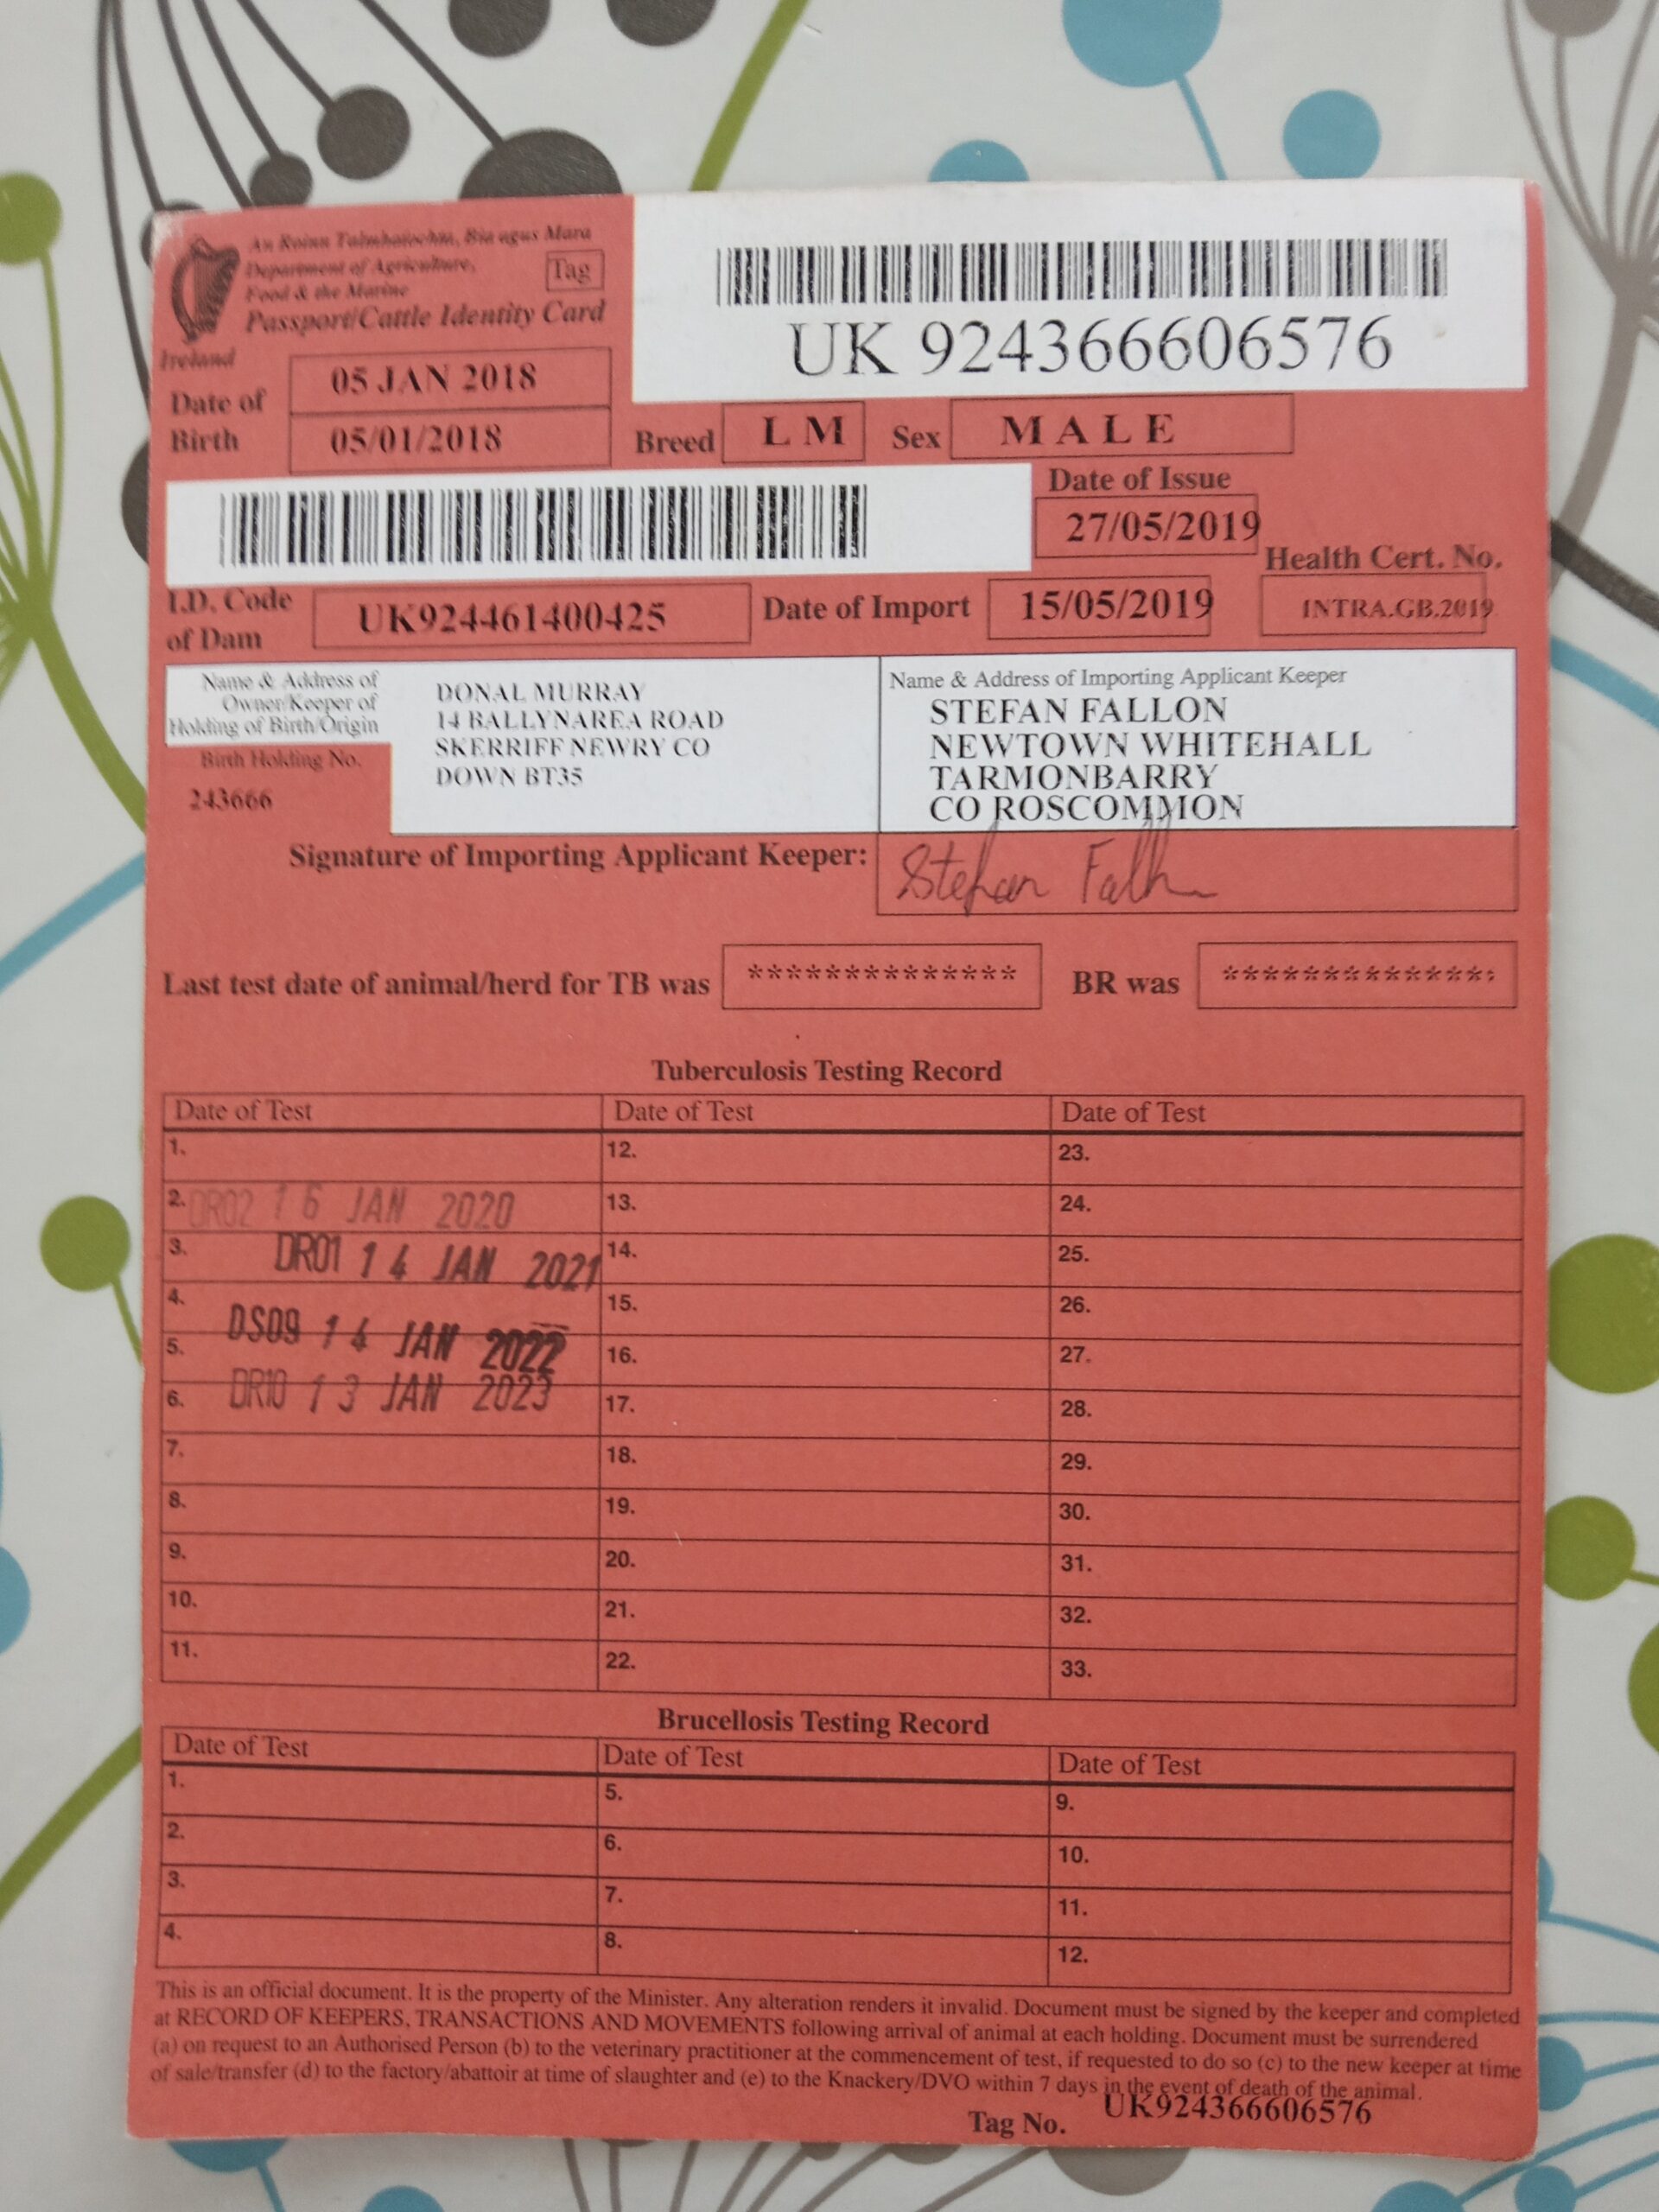 An Roinn Talmhaíochta, Bia agus Mara
Department of Agriculture,
Food & the Marine
Tag
Passport/Cattle Identity Card
Ireland
UK 924366606576
Date of Birth
05 JAN 2018
05/01/2018
Breed LM Sex MALE
Date of Issue
27/05/2019
Health Cert. No.
I.D. Code of Dam UK924461400425 Date of Import 15/05/2019 INTRA.GB.2019
Name & Address of
Owner/Keeper of
Holding of Birth/Origin
DONAL MURRAY
14 BALLYNAREA ROAD
SKERRIFF NEWRY CO
DOWN BT35
Birth Holding No.
243666
Name & Address of Importing Applicant Keeper
STEFAN FALLON
NEWTOWN WHITEHALL
TARMONBARRY
CO ROSCOMMON
Signature of Importing Applicant Keeper: Stefan Fallon
Last test date of animal/herd for TB was ************** BR was **************
Tuberculosis Testing Record
Date of Test Date of Test Date of Test
1. 12. 23.
2. DR02 16 JAN 2020 13. 24.
3. DR01 14 JAN 2021 14. 25.
4. DS09 14 JAN 2022 15. 26.
5. DR10 13 JAN 2023 16. 27.
6. 17. 28.
7. 18. 29.
8. 19. 30.
9. 20. 31.
10. 21. 32.
11. 22. 33.
Brucellosis Testing Record
Date of Test Date of Test Date of Test
1. 5. 9.
2. 6. 10.
3. 7. 11.
4. 8. 12.
This is an official document. It is the property of the Minister. Any alteration renders it invalid. Document must be signed by the keeper and completed
at RECORD OF KEEPERS, TRANSACTIONS AND MOVEMENTS following arrival of animal at each holding. Document must be surrendered
(a) on request to an Authorised Person (b) to the veterinary practitioner at the commencement of test, if requested to do so (c) to the new keeper at time
of sale/transfer (d) to the factory/abattoir at time of slaughter and (e) to the Knackery/DVO within 7 days in the event of death of the animal.
Tag No. UK924366606576